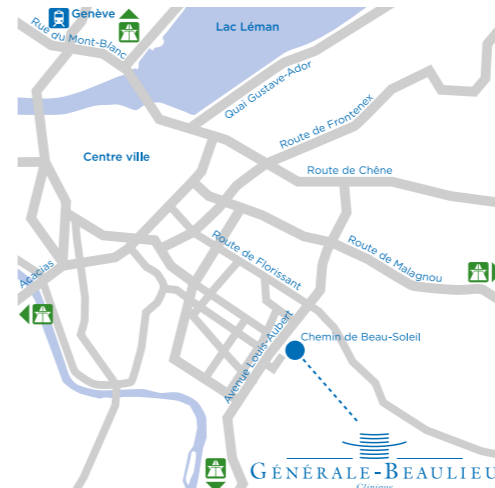 Genève
Lac Léman
Rue du Mont-Blanc
Quai Gustave-Ador
Route de Frontenex
Centre ville
Route de Chêne
Route de Florissant
Route de Malagnou
Acacias
Avenue Louis-Aubert
Chemin de Beau-Soleil
GÉNÉRALE-BEAULIEU
Clinique